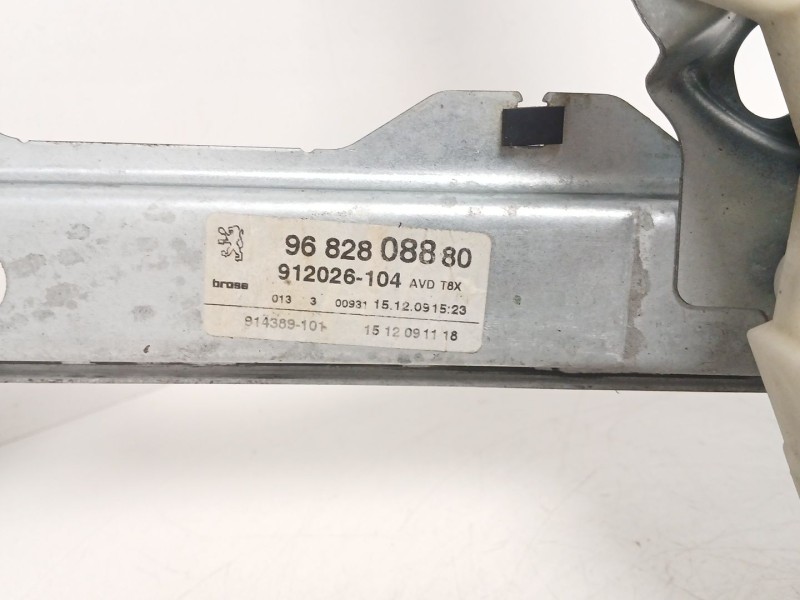 96 828 088 80
912026-104 AVD T8X
brose
013 3 00931 15.12.09 15:23
914389-101 15 12 09 11 18